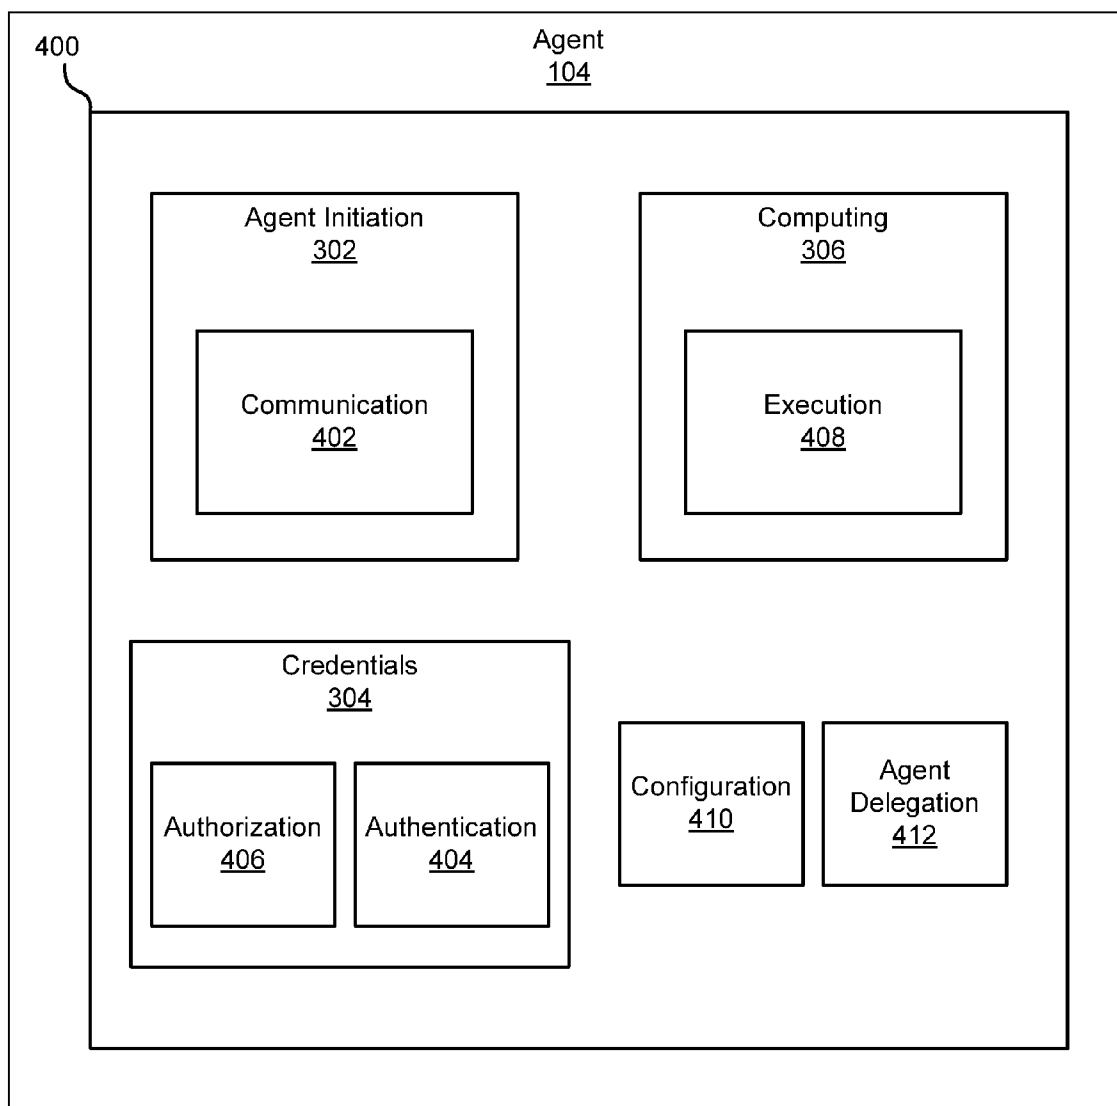 400
Agent
104
Agent Initiation
302
Communication
402
Computing
306
Execution
408
Credentials
304
Authorization
406
Authentication
404
Configuration
410
Agent
Delegation
412